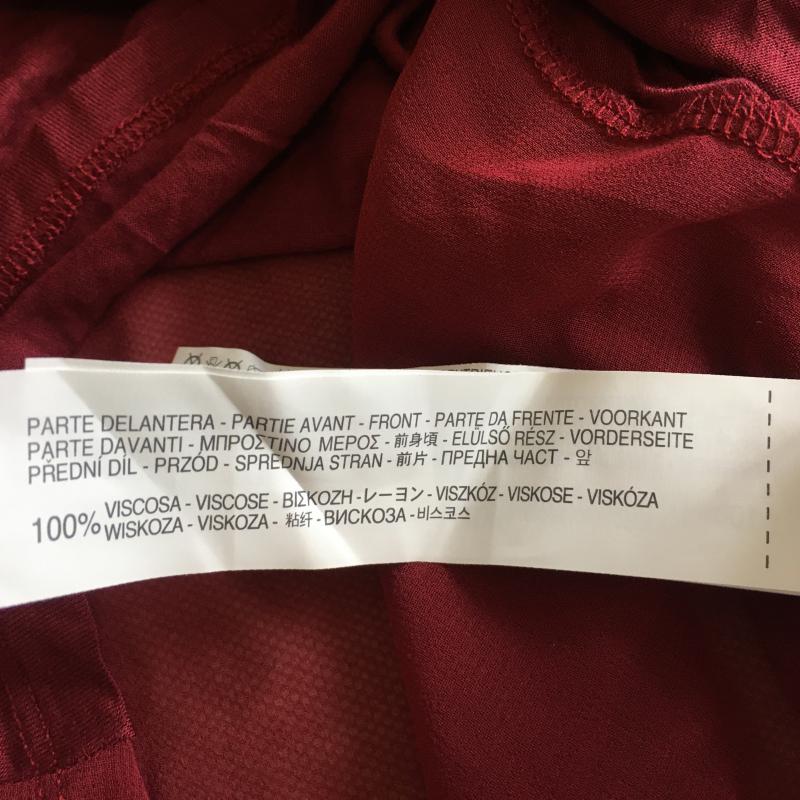 PARTE DELANTERA - PARTIE AVANT - FRONT - PARTE DA FRENTE - VOORKANT
PARTE DAVANTI - ΜΠΡΟΣΤΙΝΟ ΜΕΡΟΣ - 前身頃 - ELÜLSŐ RÉSZ - VORDERSEITE
PŘEDNÍ DÍL - PRZÓD - SPREDNJA STRAN - 前片 - ПРЕДНА ЧАСТ - 앞
100% VISCOSA - VISCOSE - ΒΙΣΚΟΖΗ - レーヨン - VISZKÓZ - VISKOSE - VISKÓZA
WISKOZA - VISKOZA - 粘纤 - ВИСКОЗА - 비스코스